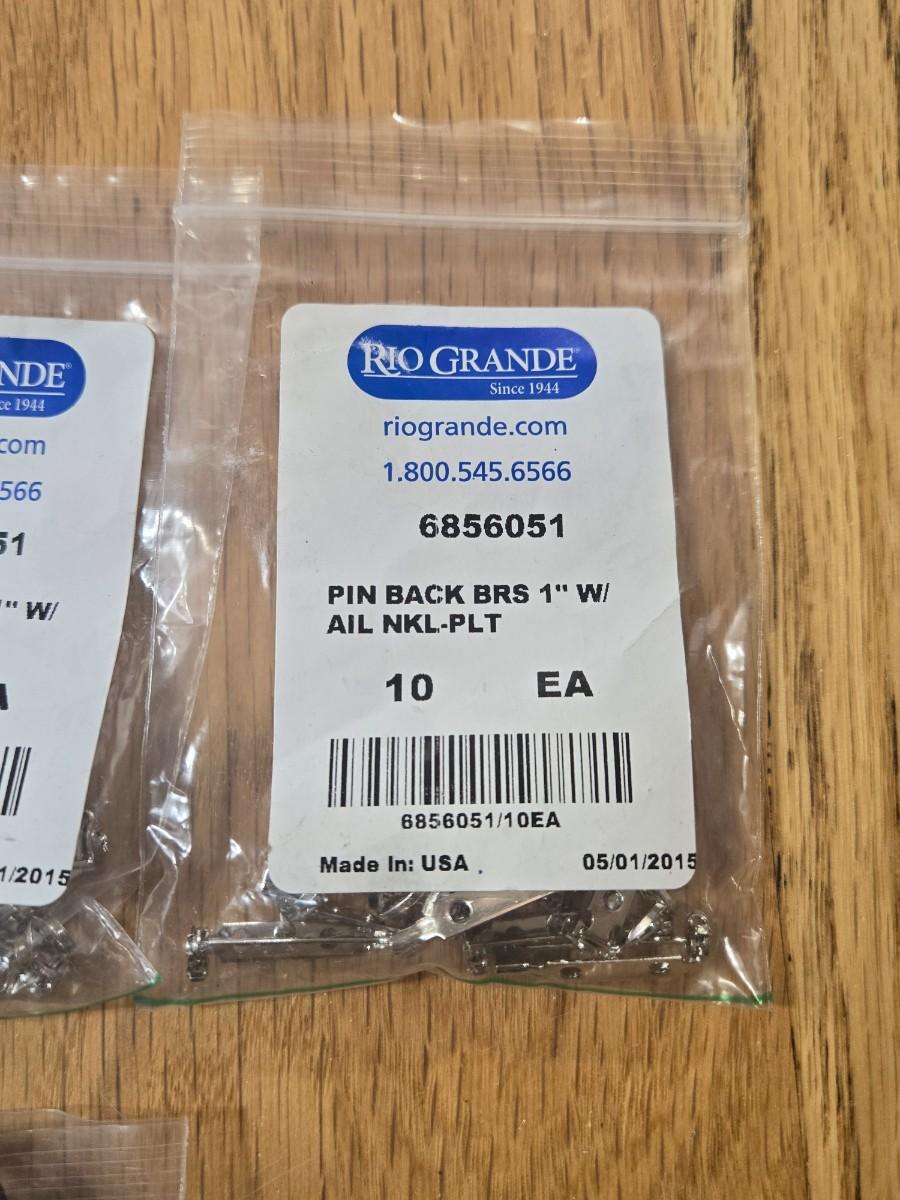 RIO GRANDE
Since 1944
riogrande.com
1.800.545.6566
6856051
PIN BACK BRS 1" W/
AIL NKL-PLT
10 EA
6856051/10EA
Made In: USA 05/01/2015
NDE®
ce 1944
com
566
51
" W/
A
1/2015